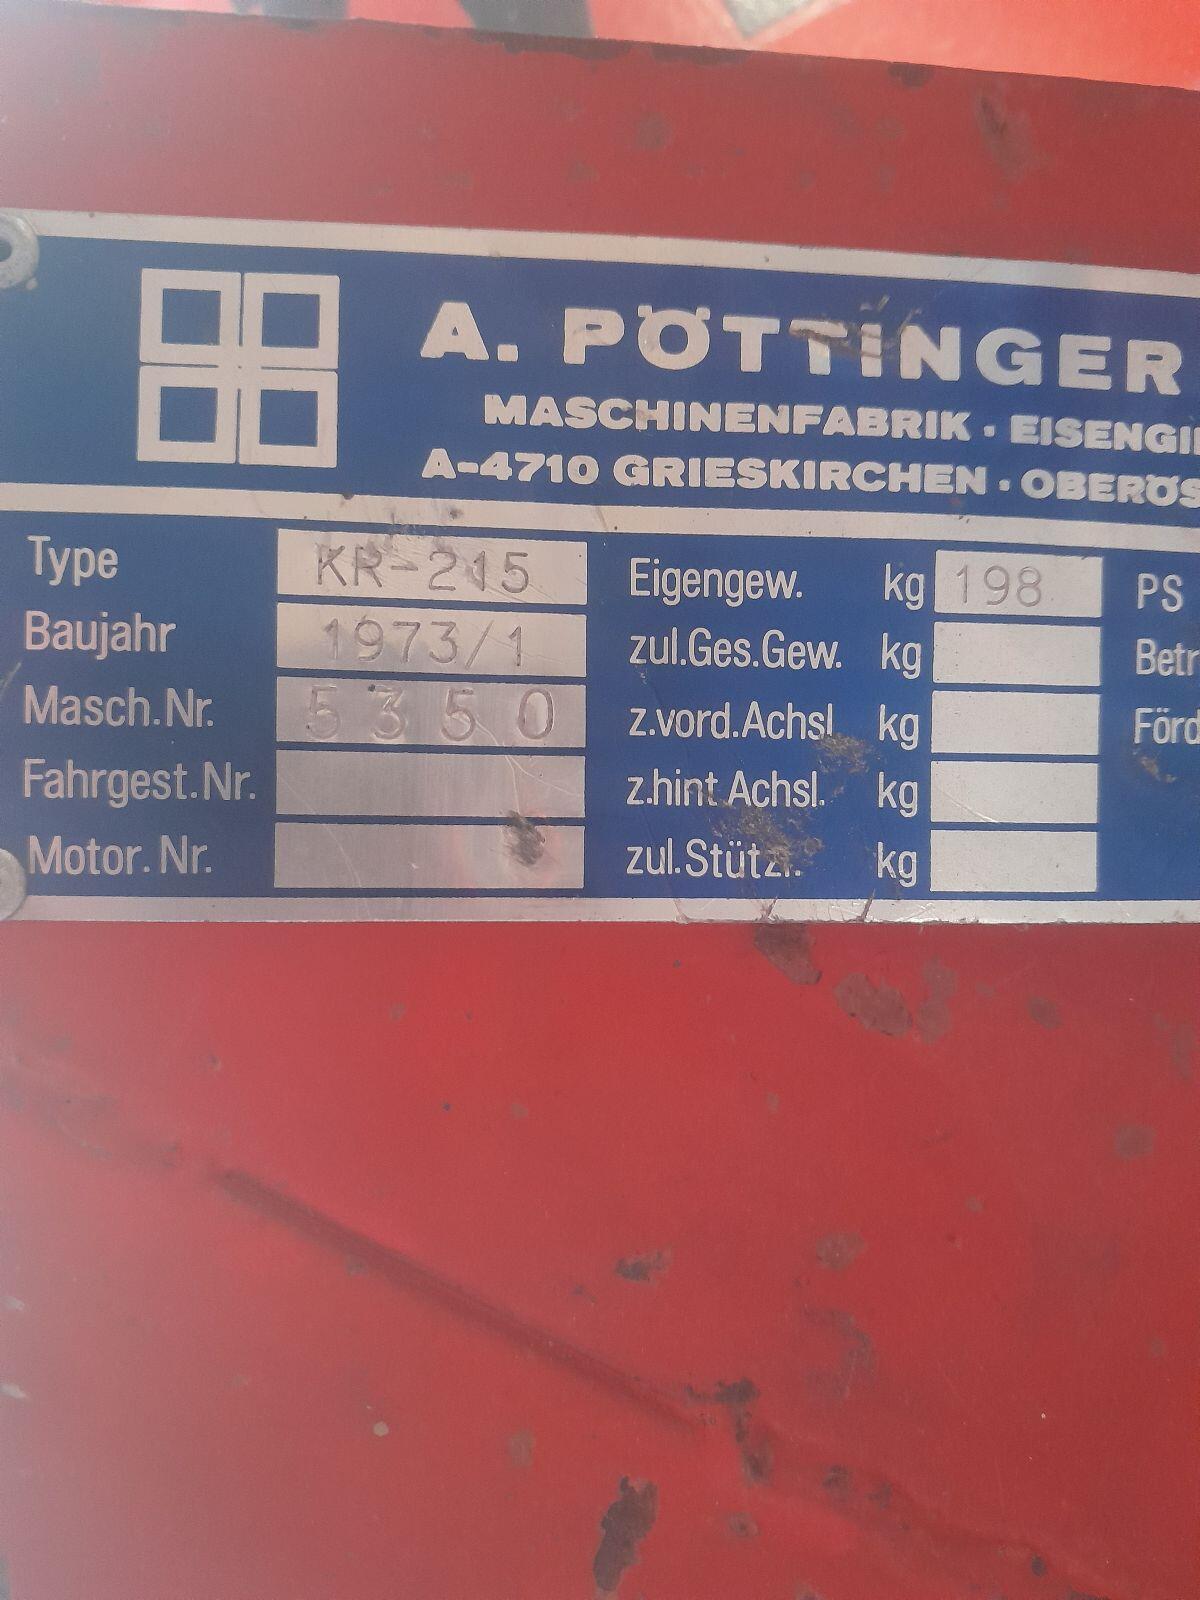 A. PÖTTINGER
MASCHINENFABRIK · EISENGI
A-4710 GRIESKIRCHEN · OBERÖS
Type KR-215 Eigengew. kg 198 PS
Baujahr 1973/1 zul.Ges.Gew. kg Betr
Masch.Nr. 5350 z.vord.Achsl kg Förd
Fahrgest.Nr. z.hint.Achsl. kg
Motor.Nr. zul.Stützl. kg